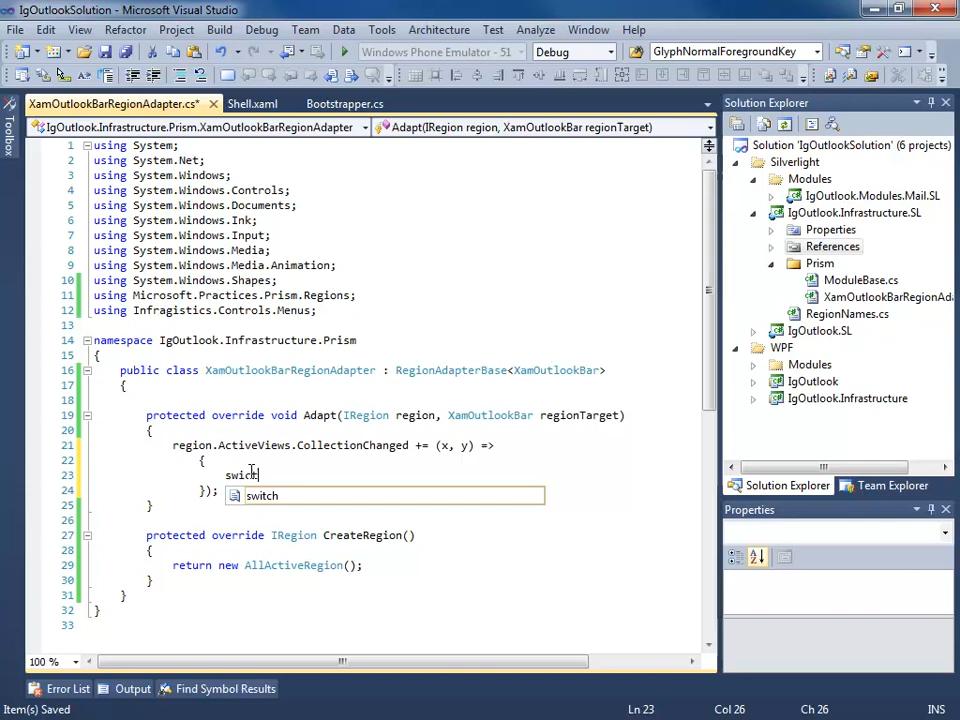 IgOutlookSolution - Microsoft Visual Studio
File Edit View Refactor Project Build Debug Team Data Tools Architecture Test Analyze Window Help
Windows Phone Emulator - 51 Debug GlyphNormalForegroundKey
XamOutlookBarRegionAdapter.cs* Shell.xaml Bootstrapper.cs
IgOutlook.Infrastructure.Prism.XamOutlookBarRegionAdapter Adapt(IRegion region, XamOutlookBar regionTarget)
Toolbox
1 using System;
2 using System.Net;
3 using System.Windows;
4 using System.Windows.Controls;
5 using System.Windows.Documents;
6 using System.Windows.Ink;
7 using System.Windows.Input;
8 using System.Windows.Media;
9 using System.Windows.Media.Animation;
10 using System.Windows.Shapes;
11 using Microsoft.Practices.Prism.Regions;
12 using Infragistics.Controls.Menus;
13
14 namespace IgOutlook.Infrastructure.Prism
15 {
16 public class XamOutlookBarRegionAdapter : RegionAdapterBase<XamOutlookBar>
17 {
18
19 protected override void Adapt(IRegion region, XamOutlookBar regionTarget)
20 {
21 region.ActiveViews.CollectionChanged += (x, y) =>
22 {
23 swict
24 });
switch
25 }
26
27 protected override IRegion CreateRegion()
28 {
29 return new AllActiveRegion();
30 }
31 }
32 }
33
100 %
Error List Output Find Symbol Results
Item(s) Saved Ln 23 Col 26 Ch 26 INS
Solution Explorer
Solution 'IgOutlookSolution' (6 projects)
Silverlight
Modules
IgOutlook.Modules.Mail.SL
IgOutlook.Infrastructure.SL
Properties
References
Prism
ModuleBase.cs
XamOutlookBarRegionAda
RegionNames.cs
IgOutlook.SL
WPF
Modules
IgOutlook
IgOutlook.Infrastructure
Solution Explorer Team Explorer
Properties